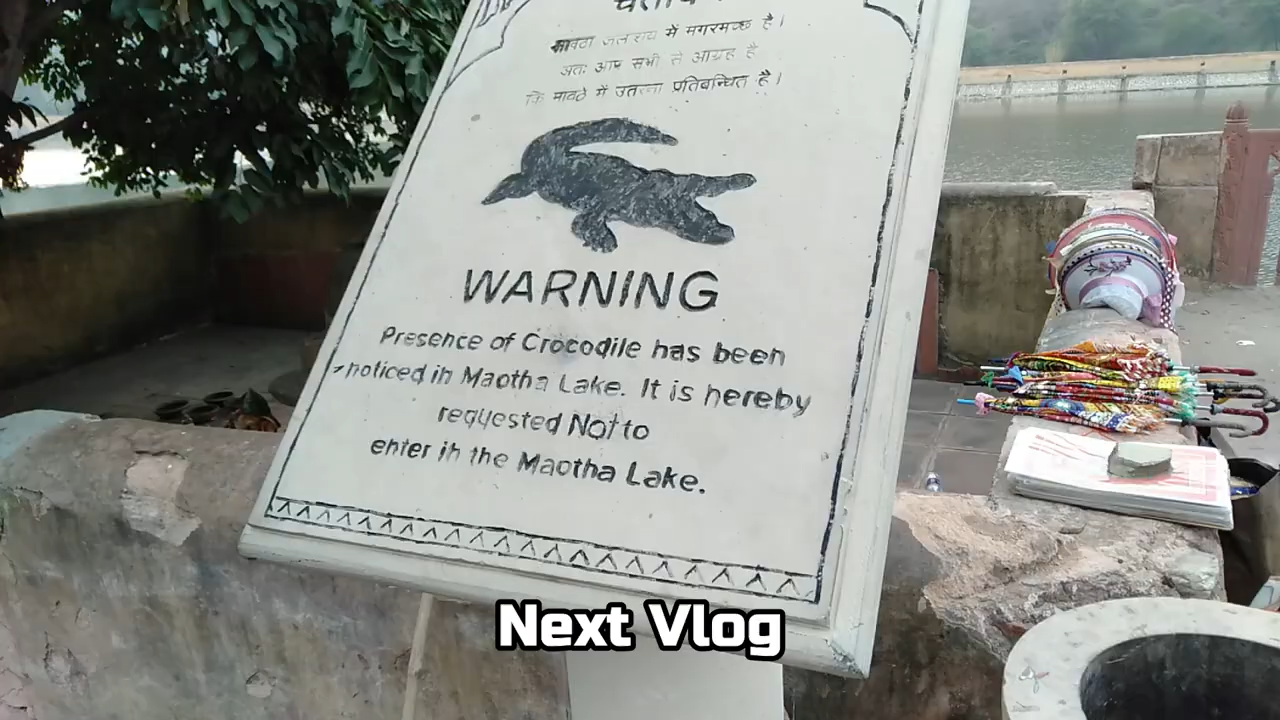 मावठा जलाशय में मगरमच्छ है।
अतः आप सभी से आग्रह है
कि मावठे में उतरना प्रतिबन्धित है।
WARNING
Presence of Crocodile has been
noticed in Maotha Lake. It is hereby
requested Not to
enter in the Maotha Lake.
Next Vlog